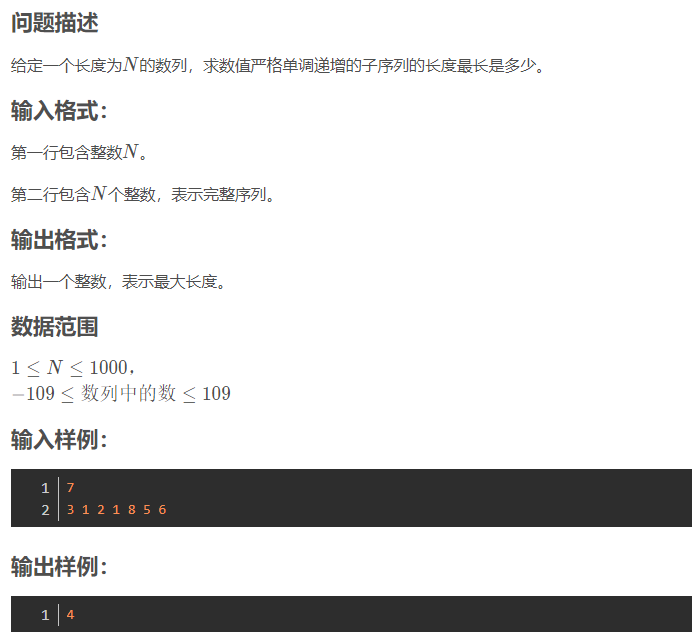 问题描述
给定一个长度为N的数列，求数值严格单调递增的子序列的长度最长是多少。
输入格式：
第一行包含整数N。
第二行包含N个整数，表示完整序列。
输出格式：
输出一个整数，表示最大长度。
数据范围
1 ≤ N ≤ 1000，
−109 ≤ 数列中的数 ≤ 109
输入样例：
1 7
2 3 1 2 1 8 5 6
输出样例：
1 4